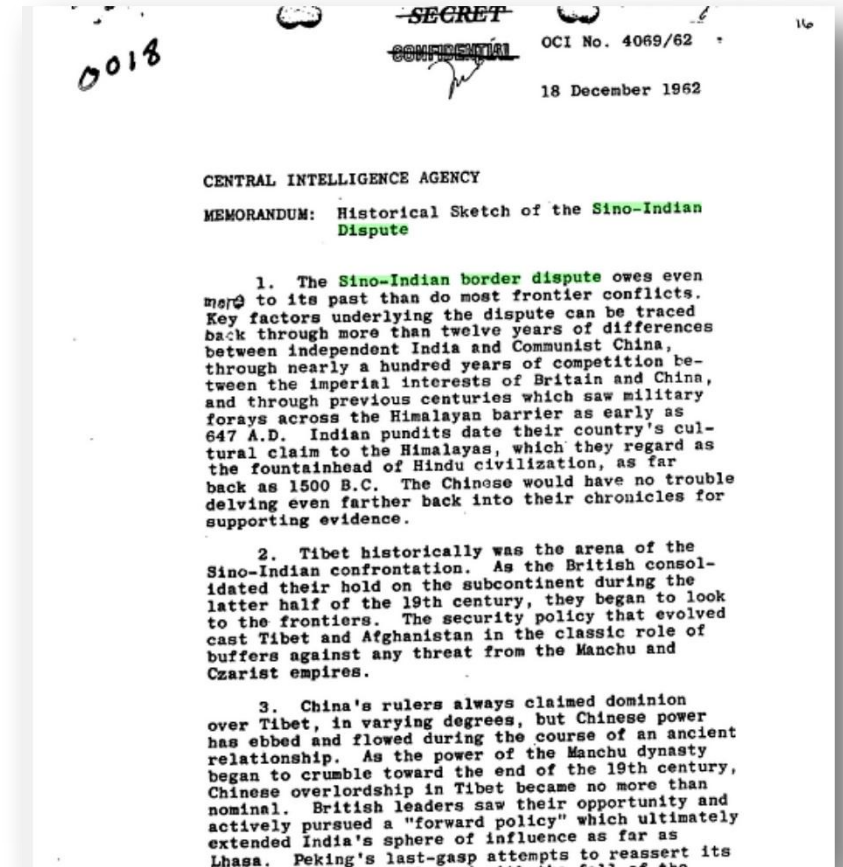 SECRET
16
CONFIDENTIAL
OCI No. 4069/62
0018
18 December 1962
CENTRAL INTELLIGENCE AGENCY
MEMORANDUM: Historical Sketch of the Sino-Indian
Dispute
1. The Sino-Indian border dispute owes even
more to its past than do most frontier conflicts.
Key factors underlying the dispute can be traced
back through more than twelve years of differences
between independent India and Communist China,
through nearly a hundred years of competition be-
tween the imperial interests of Britain and China,
and through previous centuries which saw military
forays across the Himalayan barrier as early as
647 A.D. Indian pundits date their country's cul-
tural claim to the Himalayas, which they regard as
the fountainhead of Hindu civilization, as far
back as 1500 B.C. The Chinese would have no trouble
delving even farther back into their chronicles for
supporting evidence.
2. Tibet historically was the arena of the
Sino-Indian confrontation. As the British consol-
idated their hold on the subcontinent during the
latter half of the 19th century, they began to look
to the frontiers. The security policy that evolved
cast Tibet and Afghanistan in the classic role of
buffers against any threat from the Manchu and
Czarist empires.
3. China's rulers always claimed dominion
over Tibet, in varying degrees, but Chinese power
has ebbed and flowed during the course of an ancient
relationship. As the power of the Manchu dynasty
began to crumble toward the end of the 19th century,
Chinese overlordship in Tibet became no more than
nominal. British leaders saw their opportunity and
actively pursued a "forward policy" which ultimately
extended India's sphere of influence as far as
Lhasa. Peking's last-gasp attempts to reassert its